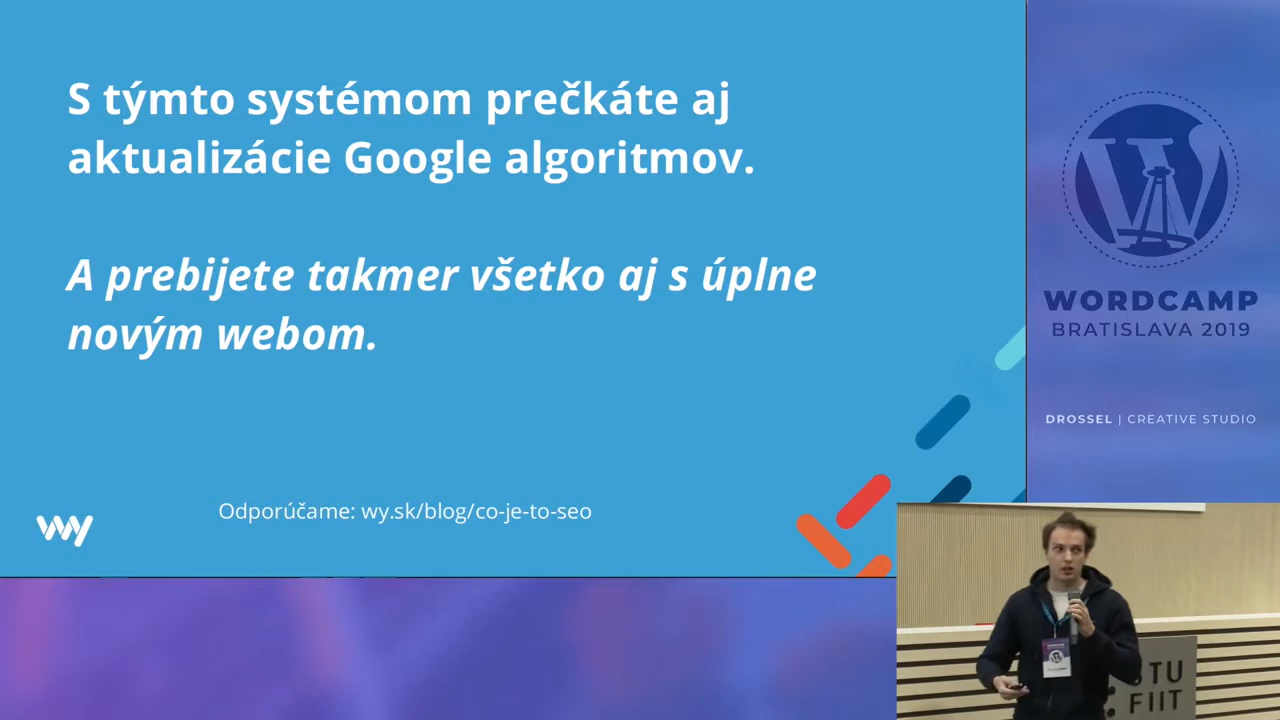 S týmto systémom prečkáte aj
aktualizácie Google algoritmov.
A prebijete takmer všetko aj s úplne
novým webom.
Odporúčame: wy.sk/blog/co-je-to-seo
wy
WORDCAMP
BRATISLAVA 2019
DROSSEL | CREATIVE STUDIO
STU
FIIT